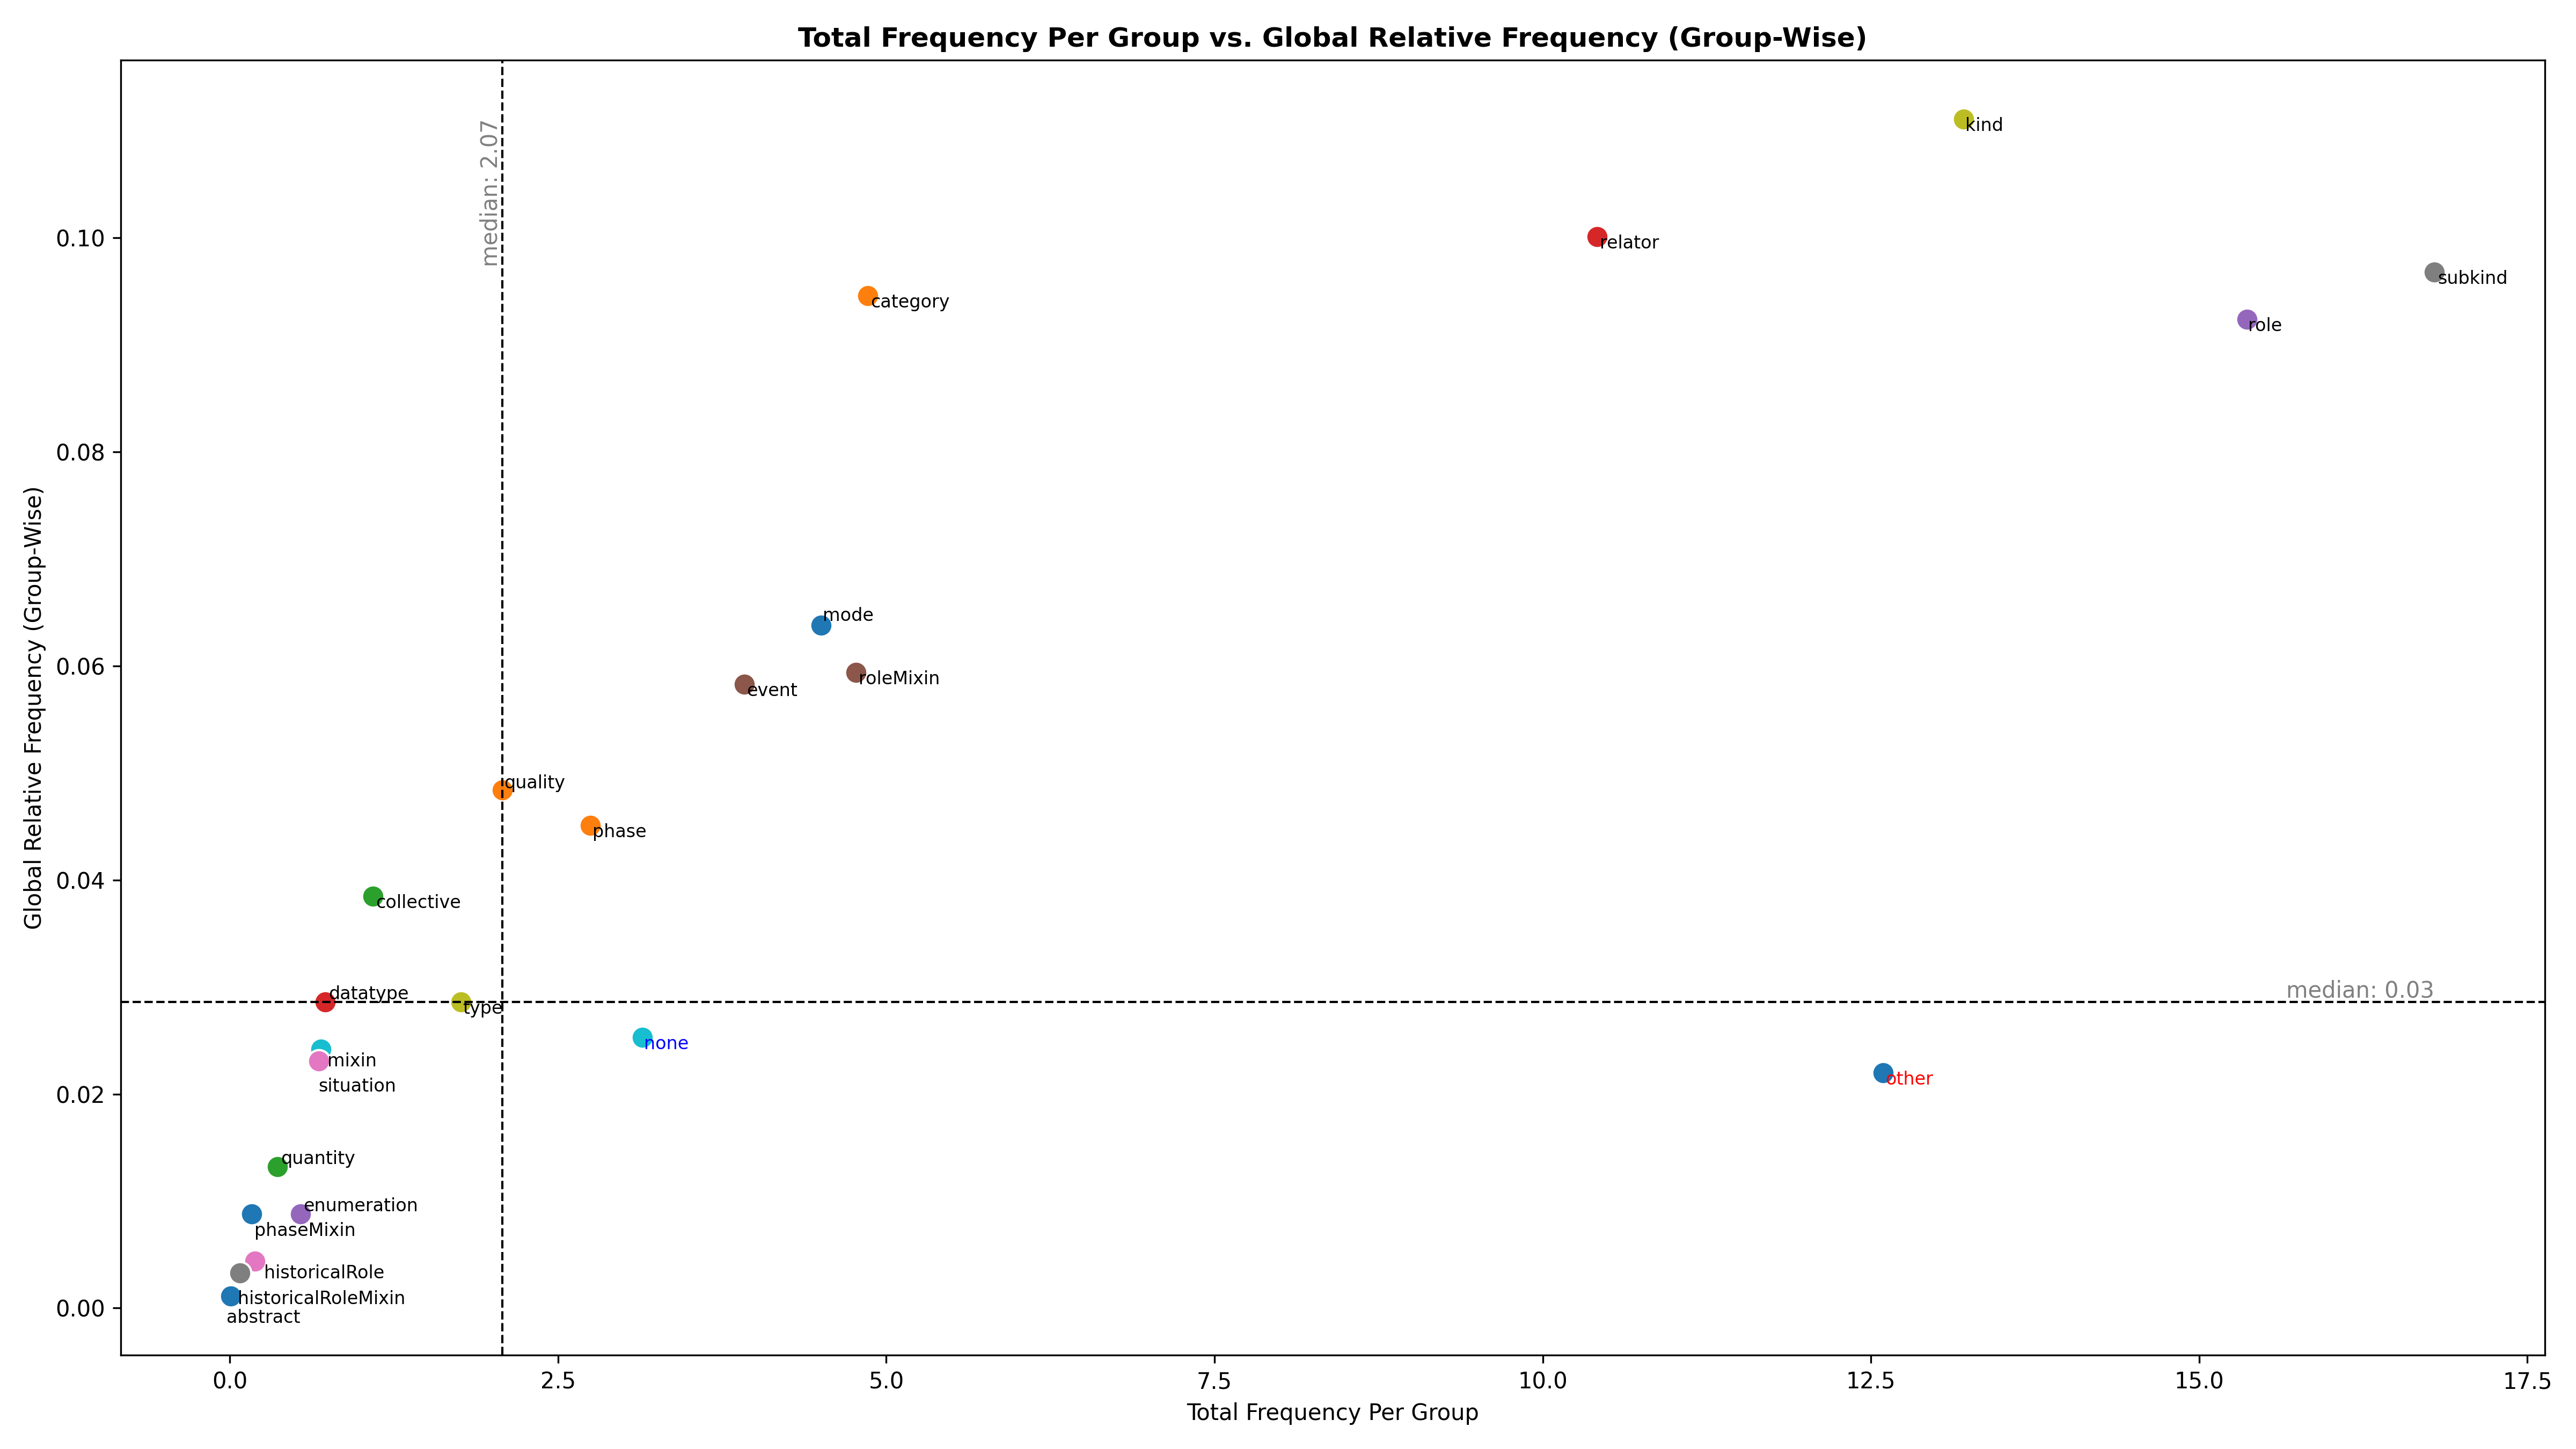 Total Frequency Per Group vs. Global Relative Frequency (Group-Wise)
median: 2.07
kind
0.10
relator
subkind
category
role
0.08
mode
0.06
roleMixin
event
quality
phase
0.04
collective
datatype
median: 0.03
type
none
mixin
other
situation
0.02
quantity
enumeration
phaseMixin
historicalRole
historicalRoleMixin
0.00
abstract
Global Relative Frequency (Group-Wise)
0.0 2.5 5.0 7.5 10.0 12.5 15.0 17.5
Total Frequency Per Group